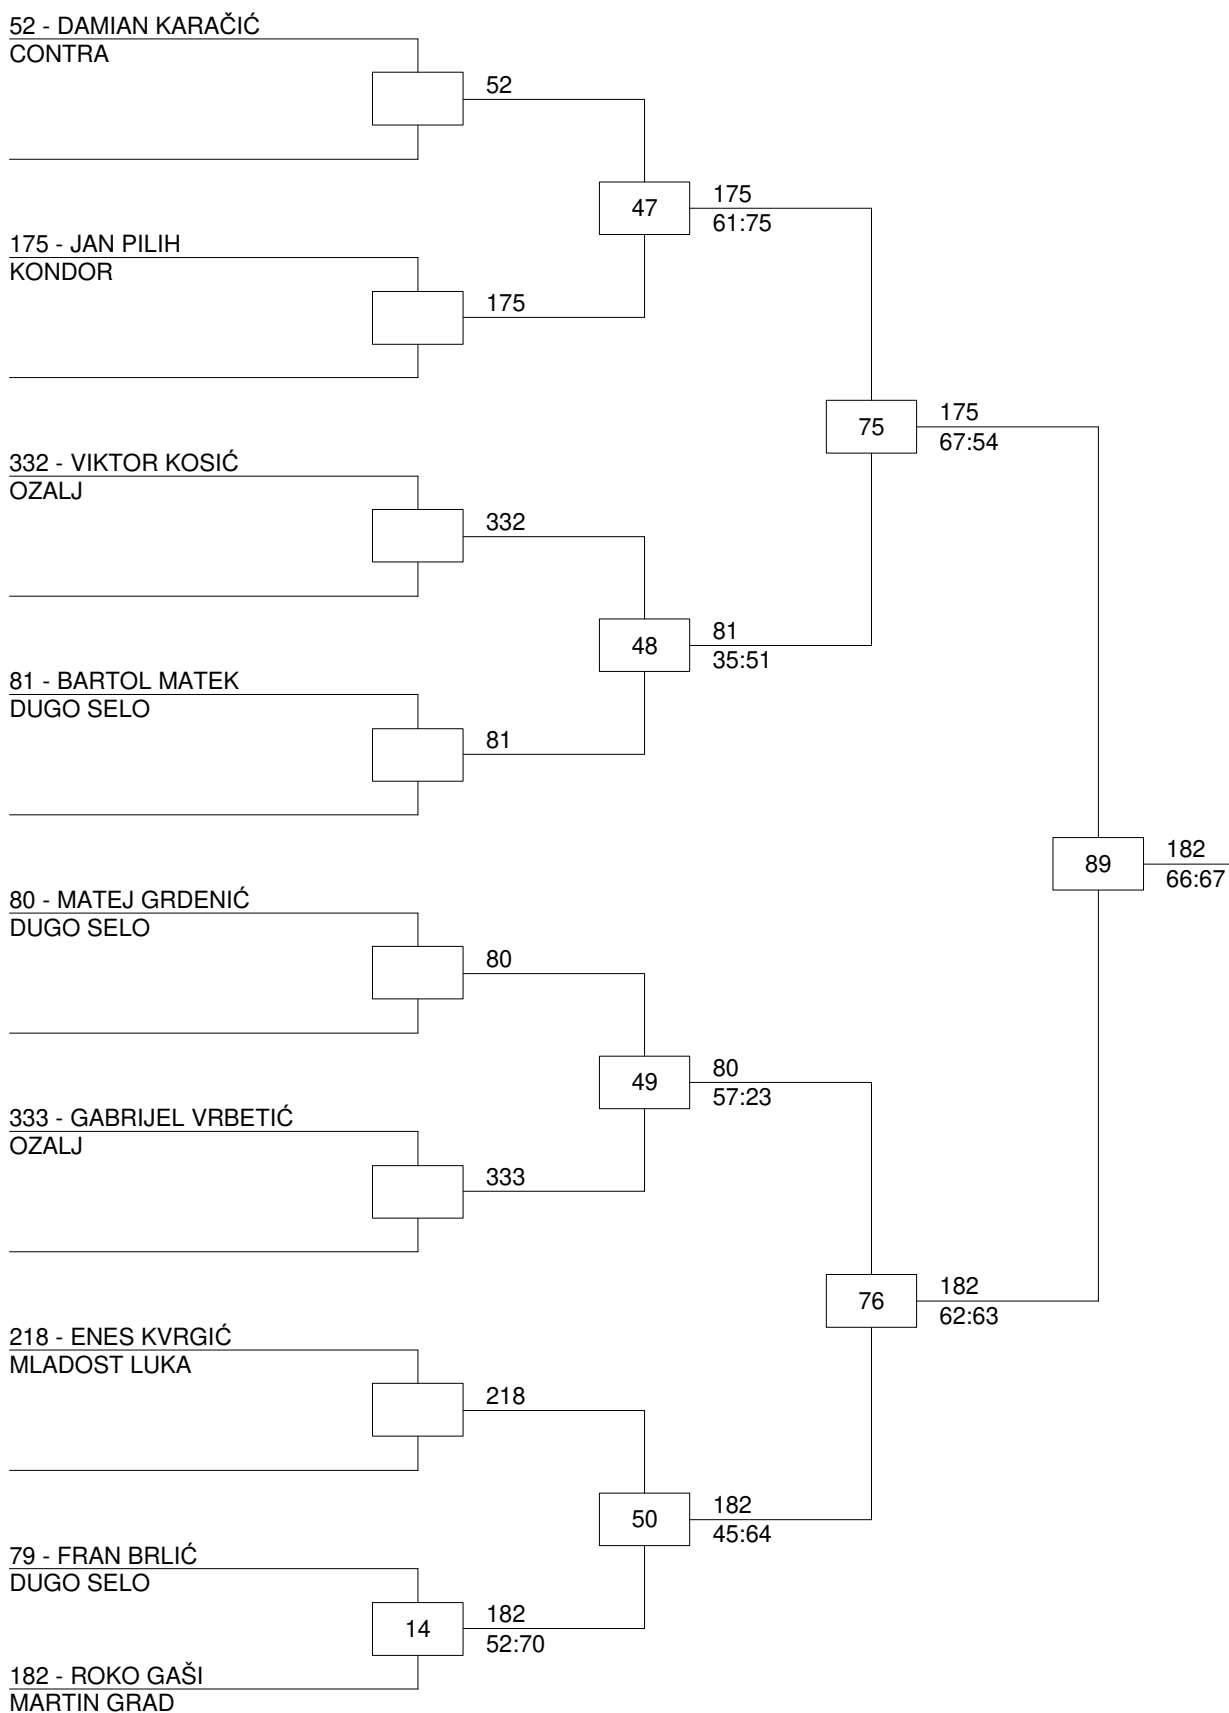 52 - DAMIAN KARAČIĆ
CONTRA
52
47
175
61:75
175 - JAN PILIH
KONDOR
175
75
175
67:54
332 - VIKTOR KOSIĆ
OZALJ
332
48
81
35:51
81 - BARTOL MATEK
DUGO SELO
81
89
182
66:67
80 - MATEJ GRDENIĆ
DUGO SELO
80
49
80
57:23
333 - GABRIJEL VRBETIĆ
OZALJ
333
76
182
62:63
218 - ENES KVRGIĆ
MLADOST LUKA
218
50
182
45:64
79 - FRAN BRLIĆ
DUGO SELO
14
182
52:70
182 - ROKO GAŠI
MARTIN GRAD